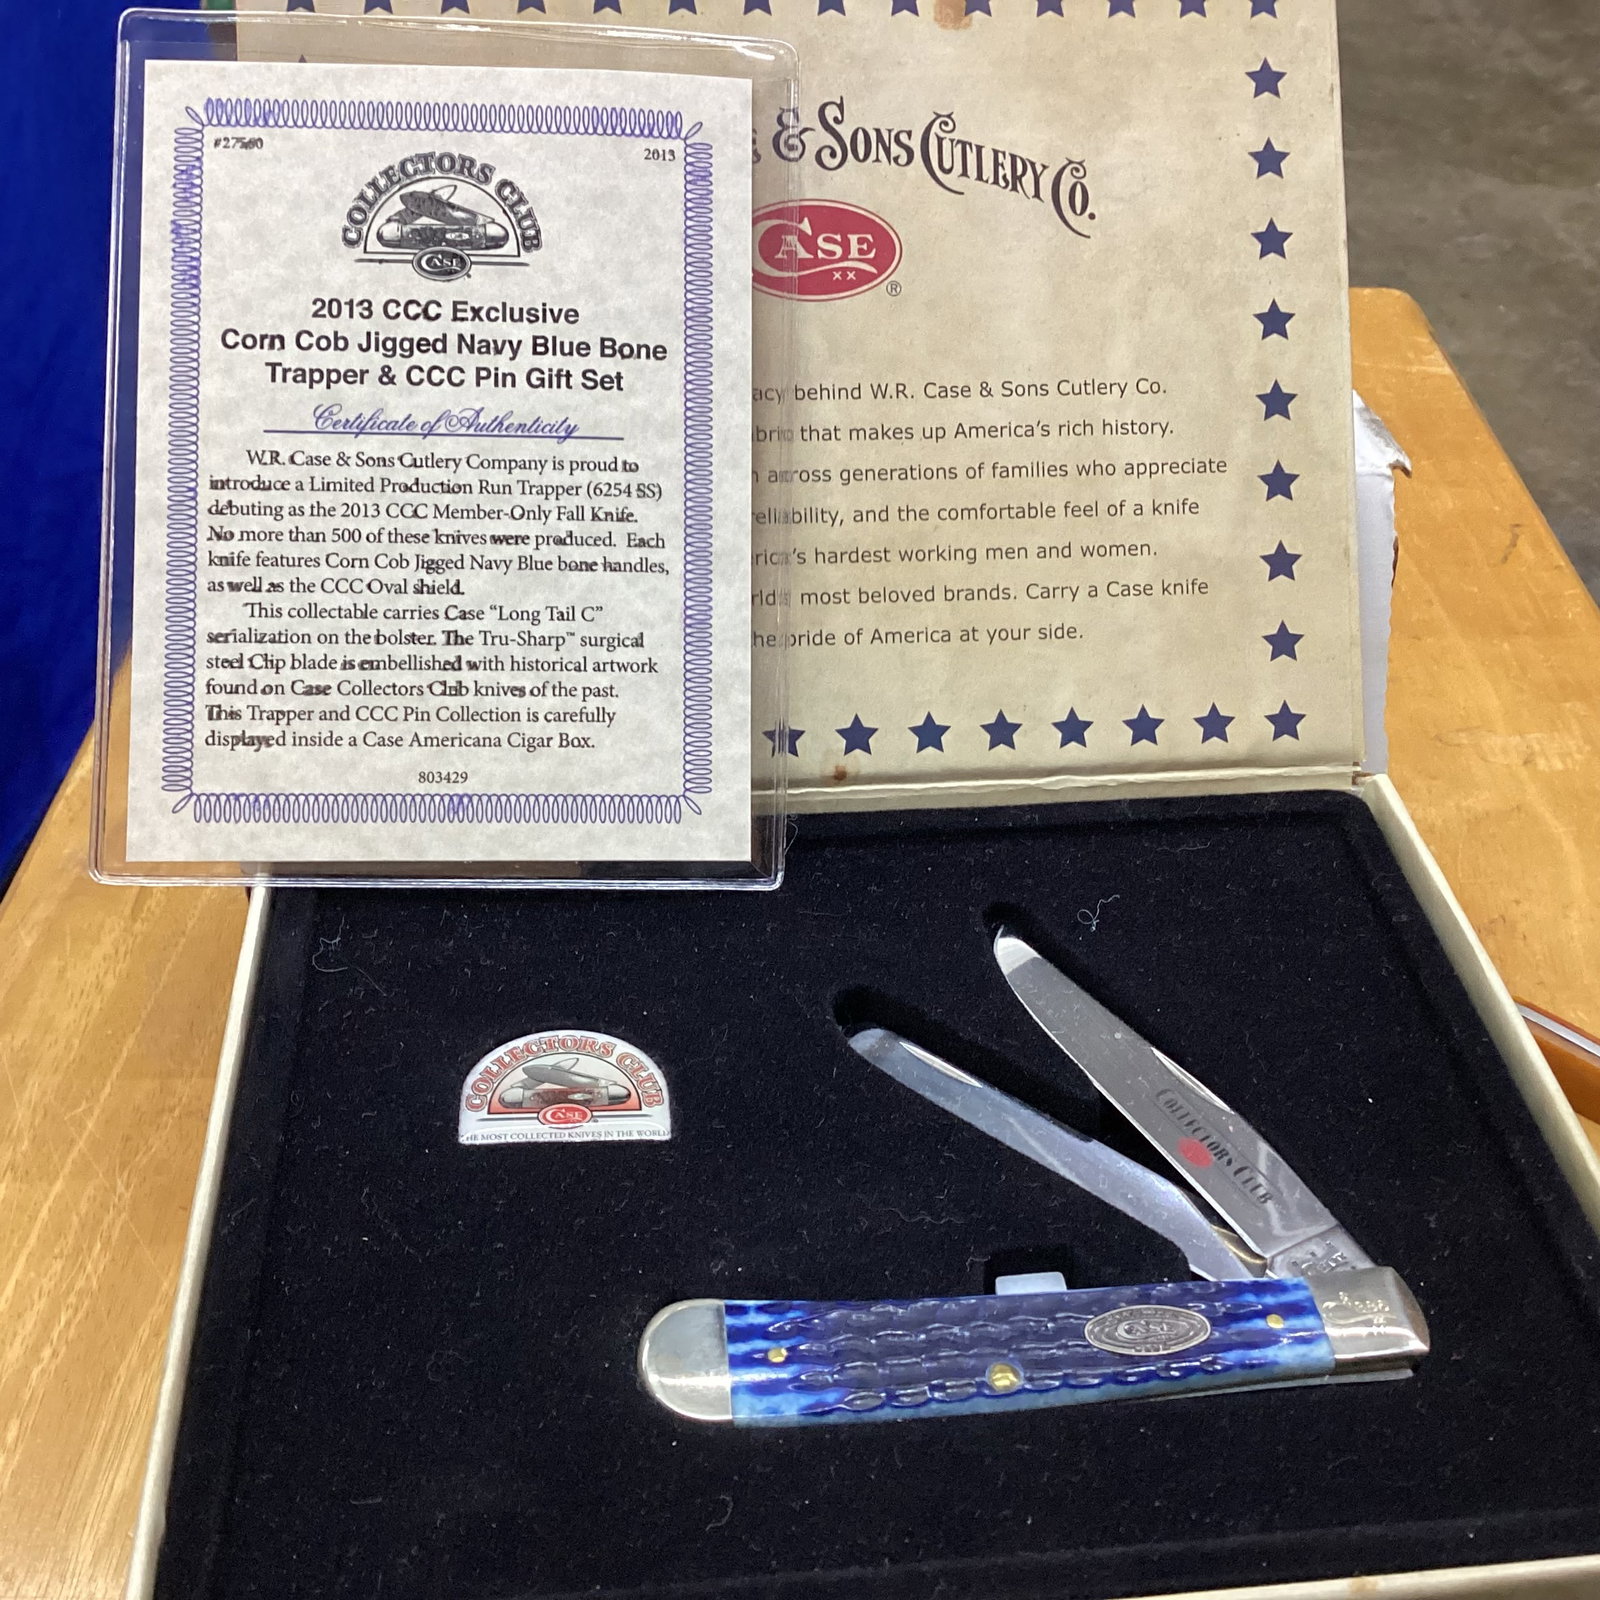 2013
COLLECTORS CLUB
CASE
2013 CCC Exclusive
Corn Cob Jigged Navy Blue Bone
Trapper & CCC Pin Gift Set
Certificate of Authenticity
W.R. Case & Sons Cutlery Company is proud to
introduce a Limited Production Run Trapper (6254 SS)
debuting as the 2013 CCC Member-Only Fall Knife.
No more than 500 of these knives were produced. Each
knife features Corn Cob Jigged Navy Blue bone handles,
as well as the CCC Oval shield.
This collectable carries Case “Long Tail C”
serialization on the bolster. The Tru-Sharp™ surgical
steel Clip blade is embellished with historical artwork
found on Case Collectors Club knives of the past.
This Trapper and CCC Pin Collection is carefully
displayed inside a Case Americana Cigar Box.
803429
& SONS CUTLERY CO.
CASE
XX
®
behind W.R. Case & Sons Cutlery Co.
that makes up America's rich history.
across generations of families who appreciate
and the comfortable feel of a knife
hardest working men and women.
most beloved brands. Carry a Case knife
pride of America at your side.
COLLECTORS CLUB
CASE
THE MOST COLLECTED KNIVES IN THE WORLD
COLLECTORS CLUB
CASE